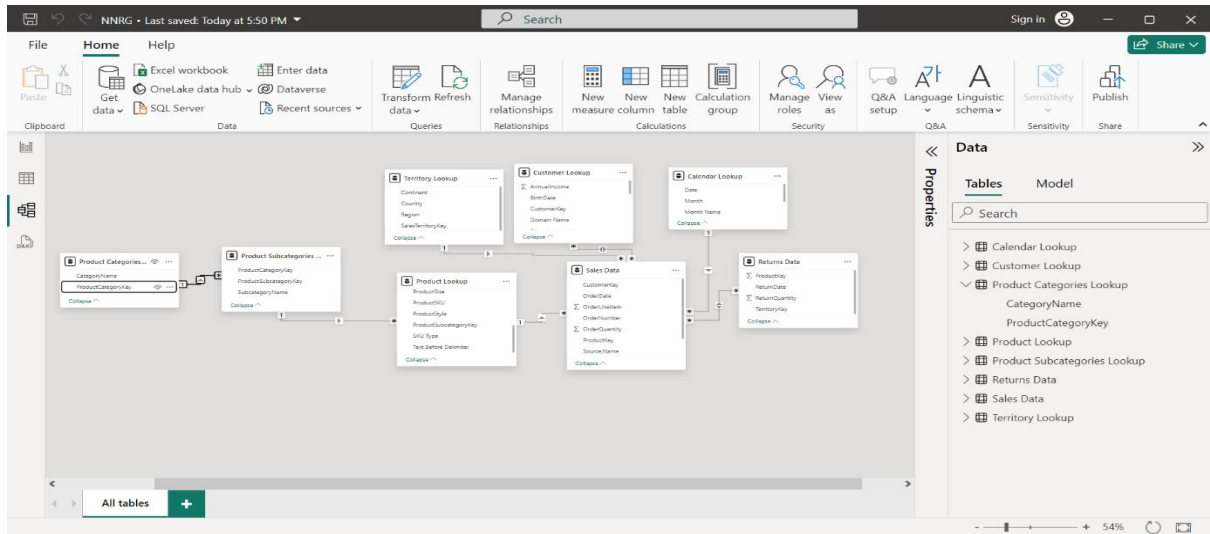 NNRG • Last saved: Today at 5:50 PM
Search
Sign in
File
Home
Help
Share
Paste
Clipboard
Get data
Excel workbook
OneLake data hub
SQL Server
Enter data
Dataverse
Recent sources
Data
Transform data
Refresh
Queries
Manage relationships
Relationships
New measure
New column
New table
Calculation group
Calculations
Manage roles
View as
Security
Q&A setup
Language
Linguistic schema
Q&A
Sensitivity
Sensitivity
Publish
Share
DAX
Product Categories...
CategoryName
ProductCategoryKey
Collapse
1
*
Product Subcategories ...
ProductCategoryKey
ProductSubcategoryKey
SubcategoryName
Collapse
1
*
Territory Lookup
Continent
Country
Region
SalesTerritoryKey
Collapse
1
Customer Lookup
AnnualIncome
BirthDate
CustomerKey
Domain Name
Collapse
*
Calendar Lookup
Date
Month
Month Name
Collapse
1
Product Lookup
ProductSize
ProductSKU
ProductStyle
ProductSubcategoryKey
SKU Type
Text Before Delimiter
Collapse
1
*
Sales Data
CustomerKey
OrderDate
OrderLineItem
OrderNumber
OrderQuantity
ProductKey
Source.Name
Collapse
* *
*
*
Returns Data
ProductKey
ReturnDate
ReturnQuantity
TerritoryKey
Collapse
*
Properties
Data
Tables
Model
Search
Calendar Lookup
Customer Lookup
Product Categories Lookup
CategoryName
ProductCategoryKey
Product Lookup
Product Subcategories Lookup
Returns Data
Sales Data
Territory Lookup
All tables
54%